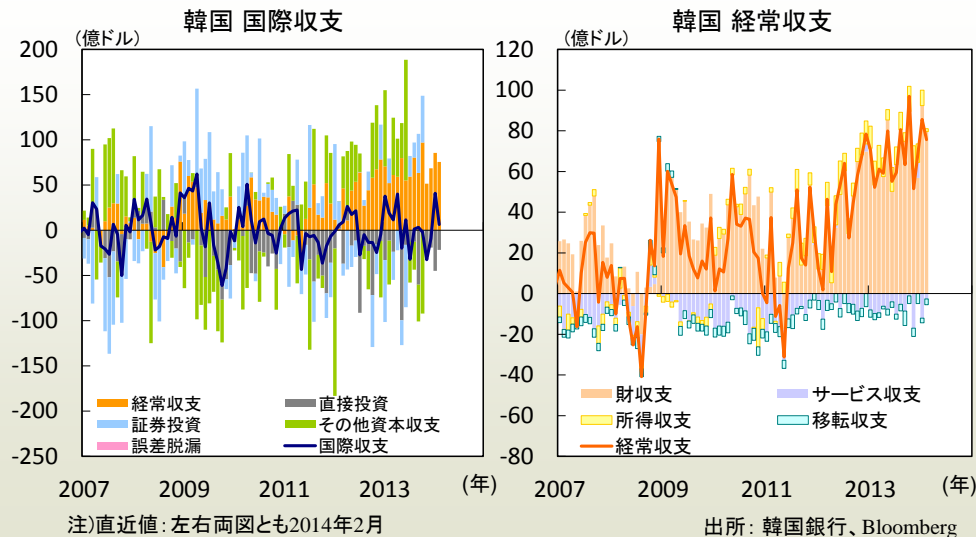 韓国 国際収支
(億ドル)
200
150
100
50
0
-50
-100
-150
-200
-250
経常収支
直接投資
証券投資
その他資本収支
誤差脱漏
国際収支
2007
2009
2011
2013
(年)
韓国 経常収支
(億ドル)
120
100
80
60
40
20
0
-20
-40
-60
-80
財収支
サービス収支
所得収支
移転収支
経常収支
2007
2009
2011
2013
(年)
注)直近値：左右両図とも2014年2月
出所： 韓国銀行、Bloomberg